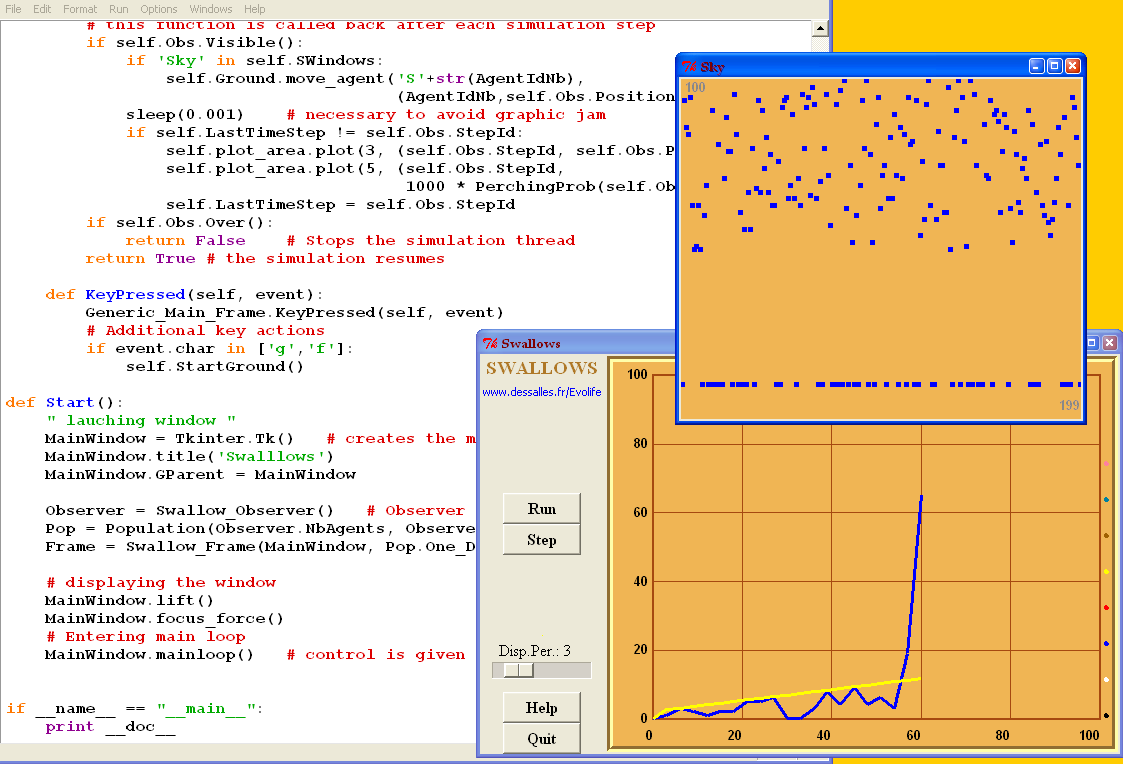 File Edit Format Run Options Windows Help
# this function is called back after each simulation step
if self.Obs.Visible():
if 'Sky' in self.SWindows:
self.Ground.move_agent('S'+str(AgentIdNb),
(AgentIdNb,self.Obs.Position
sleep(0.001) # necessary to avoid graphic jam
if self.LastTimeStep != self.Obs.StepId:
self.plot_area.plot(3, (self.Obs.StepId, self.Obs.P
self.plot_area.plot(5, (self.Obs.StepId,
1000 * PerchingProb(self.Ob
self.LastTimeStep = self.Obs.StepId
if self.Obs.Over():
return False # Stops the simulation thread
return True # the simulation resumes
def KeyPressed(self, event):
Generic_Main_Frame.KeyPressed(self, event)
# Additional key actions
if event.char in ['g','f']:
self.StartGround()
def Start():
" lauching window "
MainWindow = Tkinter.Tk() # creates the m
MainWindow.title('Swalllows')
MainWindow.GParent = MainWindow
Observer = Swallow_Observer() # Observer
Pop = Population(Observer.NbAgents, Observe
Frame = Swallow_Frame(MainWindow, Pop.One_D
# displaying the window
MainWindow.lift()
MainWindow.focus_force()
# Entering main loop
MainWindow.mainloop() # control is given
if __name__ == "__main__":
print __doc__
Sky
100
199
Swallows
SWALLOWS
www.dessalles.fr/Evolife
Run
Step
Disp.Per.: 3
Help
Quit
100
80
60
40
20
0
0 20 40 60 80 100